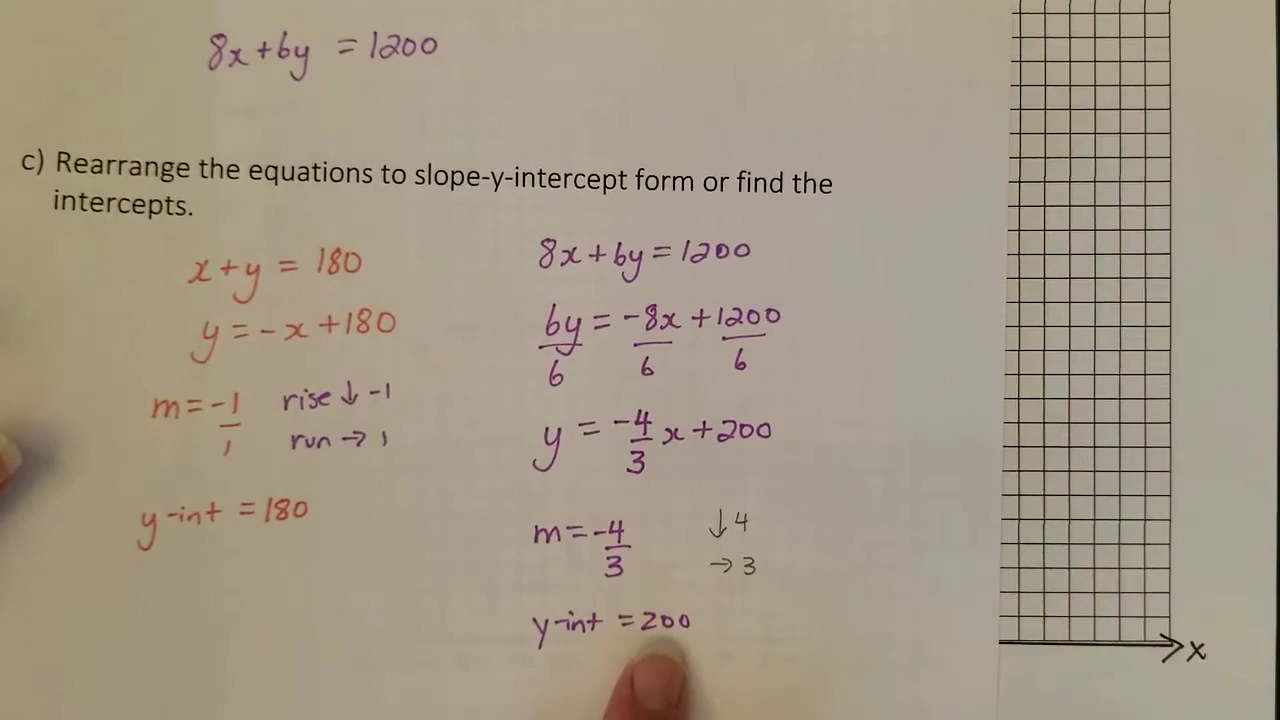 8x + 6y = 1200
c) Rearrange the equations to slope-y-intercept form or find the
intercepts.
x + y = 180
y = -x + 180
m = -1/1 rise ↓ -1
run → 1
y-int = 180
8x + 6y = 1200
6y/6 = -8x/6 + 1200/6
y = -4/3 x + 200
m = -4/3 ↓ 4
→ 3
y-int = 200
x